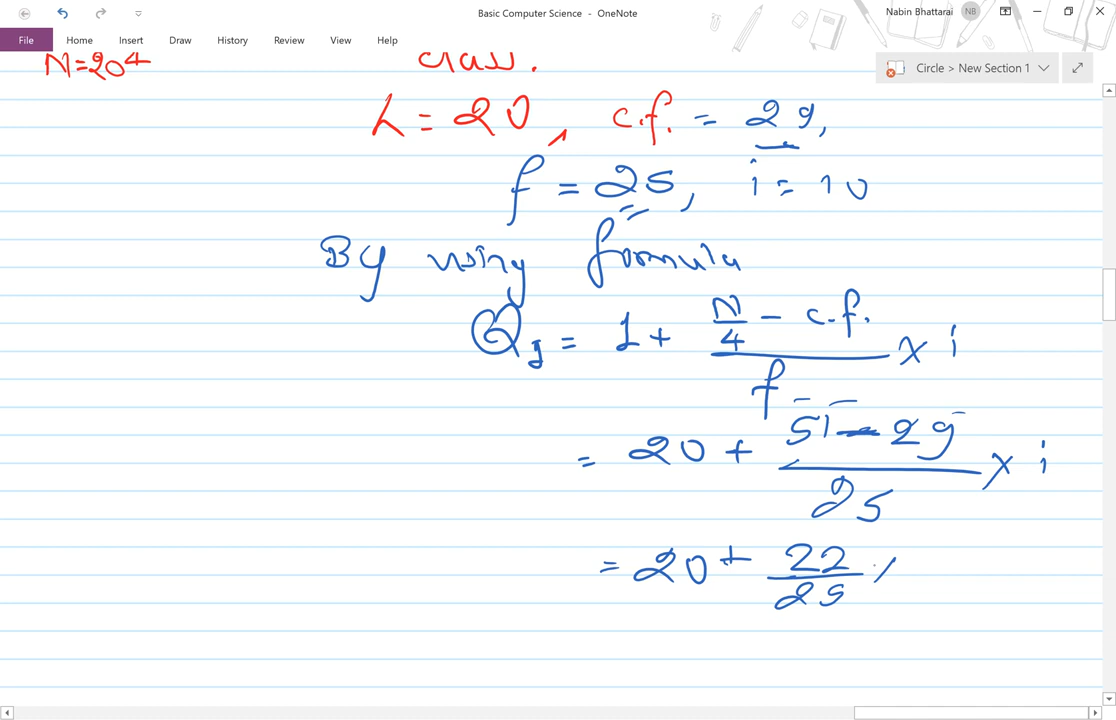 Basic Computer Science - OneNote
Nabin Bhattarai NB
File Home Insert Draw History Review View Help
N=204 class.
Circle > New Section 1
L = 20, c.f. = 29,
f = 25, i = 10
By using formula
Q1 = L + (N/4 - c.f.)/f × i
= 20 + (51 - 29)/25 × i
= 20 + 22/25